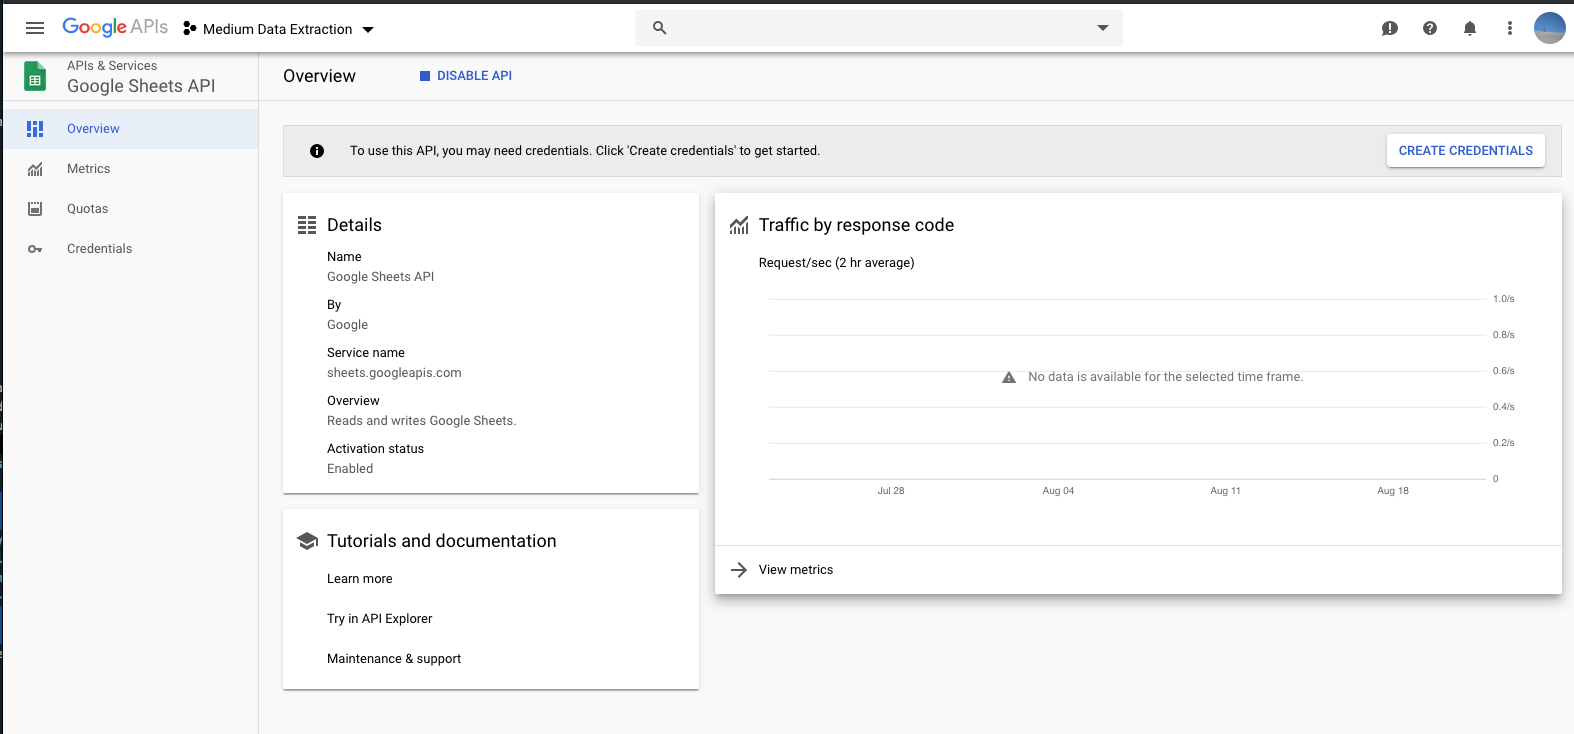 Google APIs
Medium Data Extraction
APIs & Services
Google Sheets API
Overview
DISABLE API
Overview
Metrics
Quotas
Credentials
To use this API, you may need credentials. Click 'Create credentials' to get started.
CREATE CREDENTIALS
Details
Name
Google Sheets API
By
Google
Service name
sheets.googleapis.com
Overview
Reads and writes Google Sheets.
Activation status
Enabled
Tutorials and documentation
Learn more
Try in API Explorer
Maintenance & support
Traffic by response code
Request/sec (2 hr average)
1.0/s
0.8/s
0.6/s
No data is available for the selected time frame.
0.4/s
0.2/s
0
Jul 28
Aug 04
Aug 11
Aug 18
View metrics